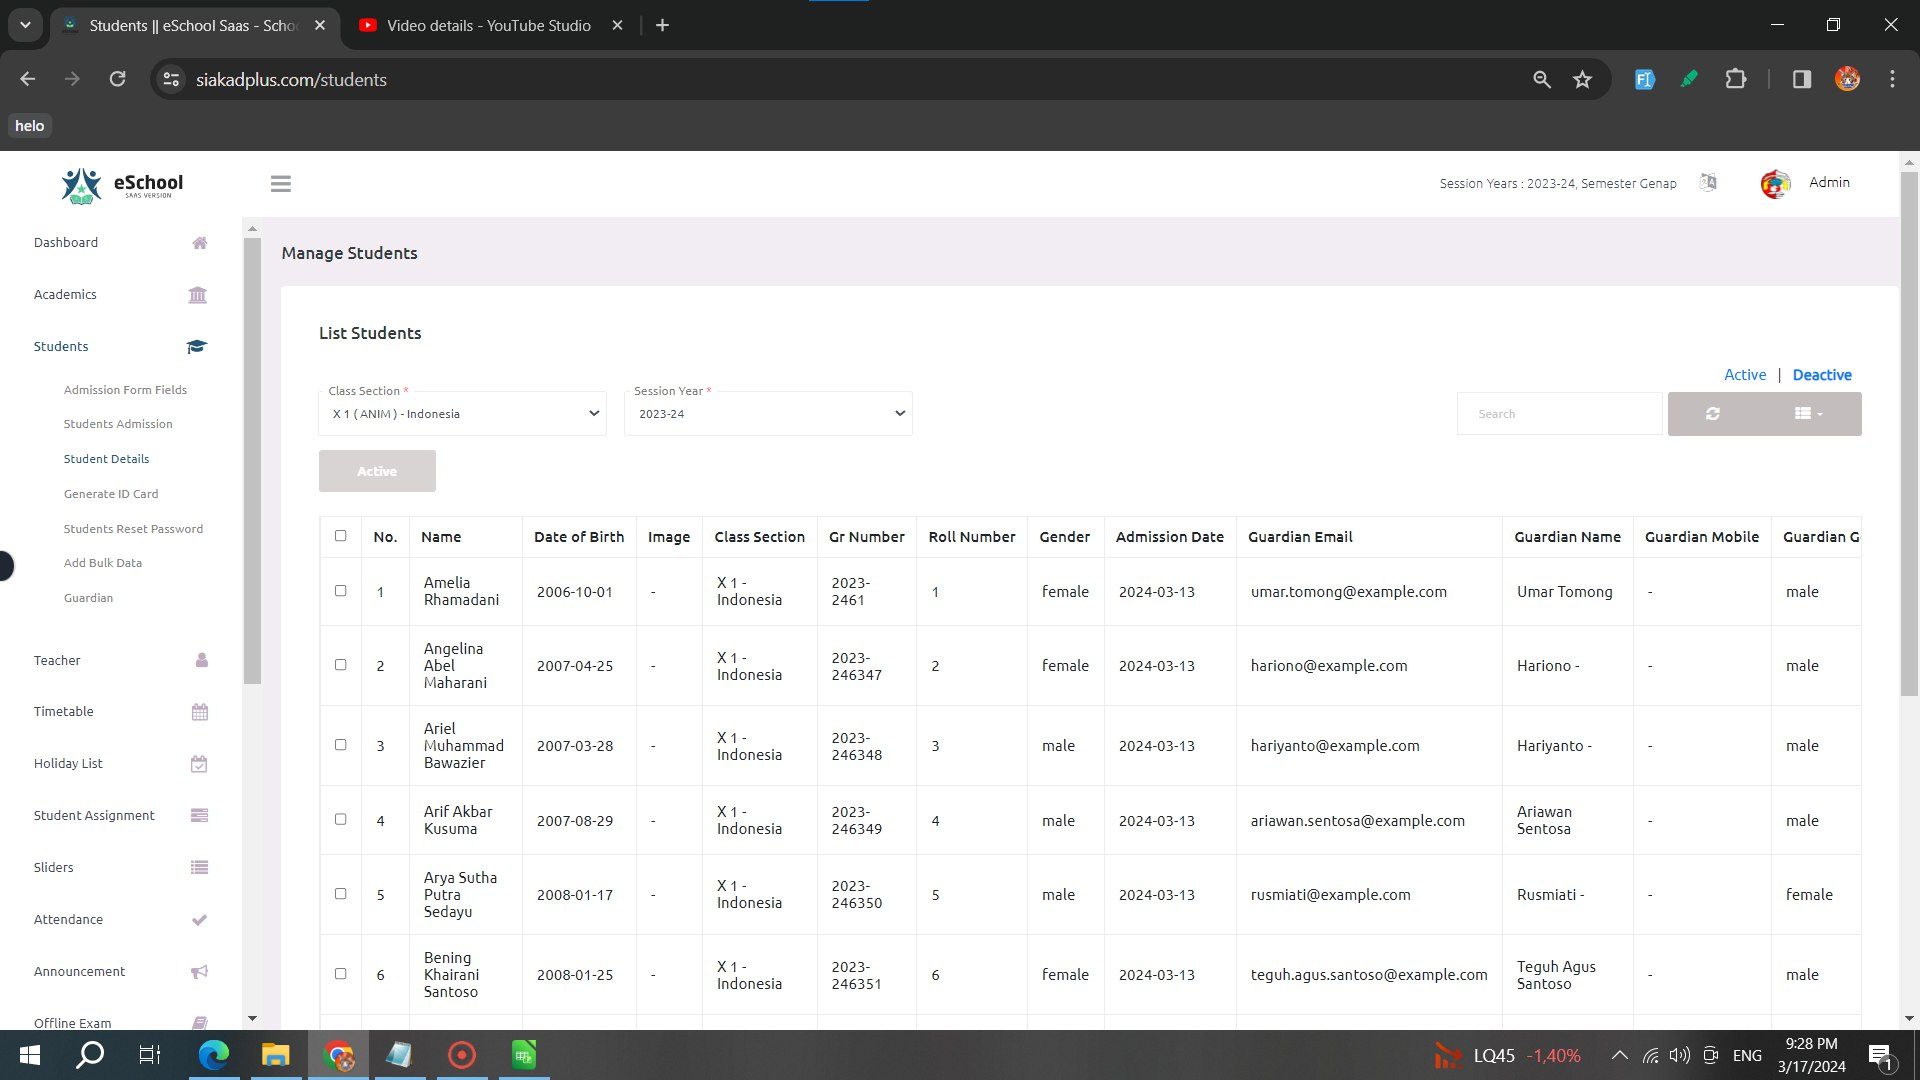 Students || eSchool Saas - Scho
Video details - YouTube Studio
siakadplus.com/students
helo
eSchool
SAAS VERSION
Session Years : 2023-24, Semester Genap
Admin
Dashboard
Academics
Students
Admission Form Fields
Students Admission
Student Details
Generate ID Card
Students Reset Password
Add Bulk Data
Guardian
Teacher
Timetable
Holiday List
Student Assignment
Sliders
Attendance
Announcement
Offline Exam
Manage Students
List Students
Active | Deactive
Class Section *
X 1 ( ANIM ) - Indonesia
Session Year *
2023-24
Search
Active
No. Name Date of Birth Image Class Section Gr Number Roll Number Gender Admission Date Guardian Email Guardian Name Guardian Mobile Guardian G
1 Amelia Rhamadani 2006-10-01 - X 1 - Indonesia 2023-2461 1 female 2024-03-13 umar.tomong@example.com Umar Tomong - male
2 Angelina Abel Maharani 2007-04-25 - X 1 - Indonesia 2023-246347 2 female 2024-03-13 hariono@example.com Hariono - - male
3 Ariel Muhammad Bawazier 2007-03-28 - X 1 - Indonesia 2023-246348 3 male 2024-03-13 hariyanto@example.com Hariyanto - - male
4 Arif Akbar Kusuma 2007-08-29 - X 1 - Indonesia 2023-246349 4 male 2024-03-13 ariawan.sentosa@example.com Ariawan Sentosa - male
5 Arya Sutha Putra Sedayu 2008-01-17 - X 1 - Indonesia 2023-246350 5 male 2024-03-13 rusmiati@example.com Rusmiati - - female
6 Bening Khairani Santoso 2008-01-25 - X 1 - Indonesia 2023-246351 6 female 2024-03-13 teguh.agus.santoso@example.com Teguh Agus Santoso - male
LQ45 -1,40%
ENG
9:28 PM
3/17/2024
1